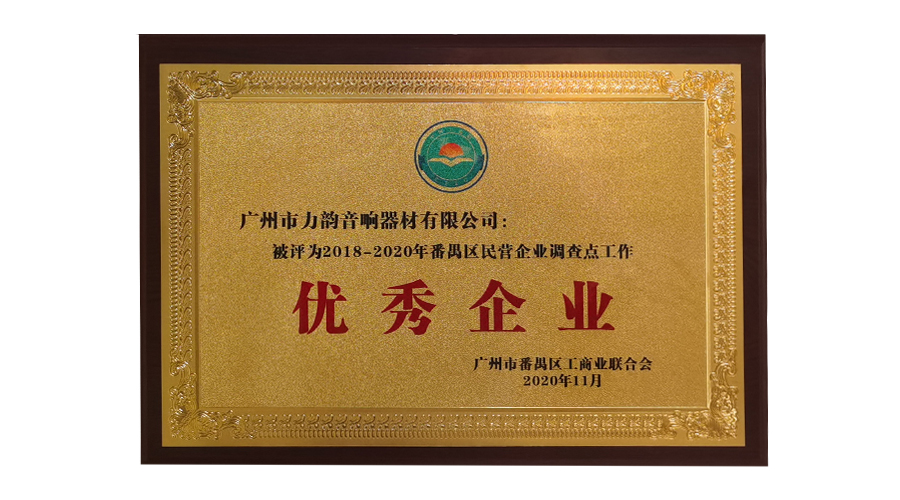 广州市力韵音响器材有限公司：
被评为2018-2020年番禺区民营企业调查点工作
优秀企业
广州市番禺区工商业联合会
2020年11月